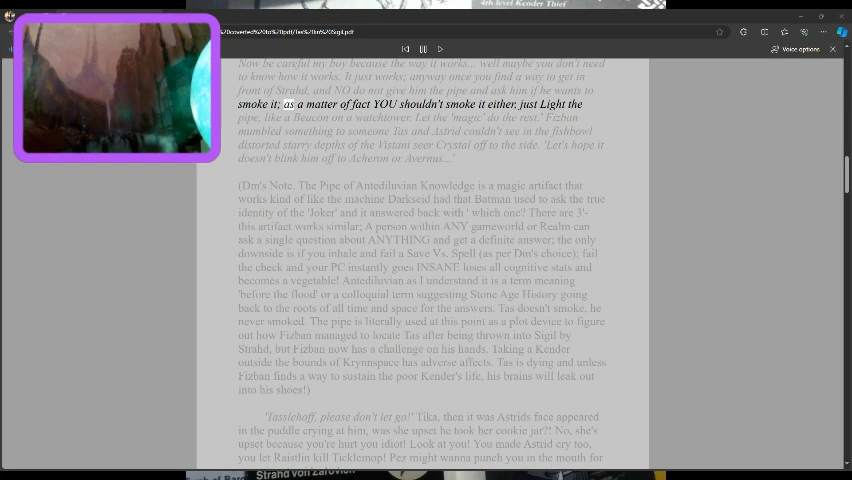 4th level Kender Thief
%20coverted%20to%20pdf/Tas%20in%20Sigil.pdf
Voice options
Now be careful my boy because the way it works... well maybe you don't need
to know how it works. It just works; anyway once you find a way to get in
front of Strahd, and NO do not give him the pipe and ask him if he wants to
smoke it; as a matter of fact YOU shouldn't smoke it either, just Light the
pipe, like a Beacon on a watchtower. Let the 'magic' do the rest.' Fizban
mumbled something to someone Tas and Astrid couldn't see in the fishbowl
distorted starry depths of the Vistani seer Crystal off to the side. 'Let's hope it
doesn't blink him off to Acheron or Avernus...'
(Dm's Note. The Pipe of Antediluvian Knowledge is a magic artifact that
works kind of like the machine Darkseid had that Batman used to ask the true
identity of the 'Joker' and it answered back with ' which one? There are 3'-
this artifact works similar; A person within ANY gameworld or Realm can
ask a single question about ANYTHING and get a definite answer; the only
downside is if you inhale and fail a Save Vs. Spell (as per Dm's choice); fail
the check and your PC instantly goes INSANE loses all cognitive stats and
becomes a vegetable! Antediluvian as I understand it is a term meaning
'before the flood' or a colloquial term suggesting Stone Age History going
back to the roots of all time and space for the answers. Tas doesn't smoke, he
never smoked. The pipe is literally used at this point as a plot device to figure
out how Fizban managed to locate Tas after being thrown into Sigil by
Strahd, but Fizban now has a challenge on his hands. Taking a Kender
outside the bounds of Krynnspace has adverse affects. Tas is dying and unless
Fizban finds a way to sustain the poor Kender's life, his brains will leak out
into his shoes!)
'Tasslehoff, please don't let go!' Tika, then it was Astrids face appeared
in the puddle crying at him, was she upset he took her cookie jar?! No, she's
upset because you're hurt you idiot! Look at you! You made Astrid cry too,
you let Raistlin kill Ticklemop! Pez might wanna punch you in the mouth for
Strahd von Zarovich